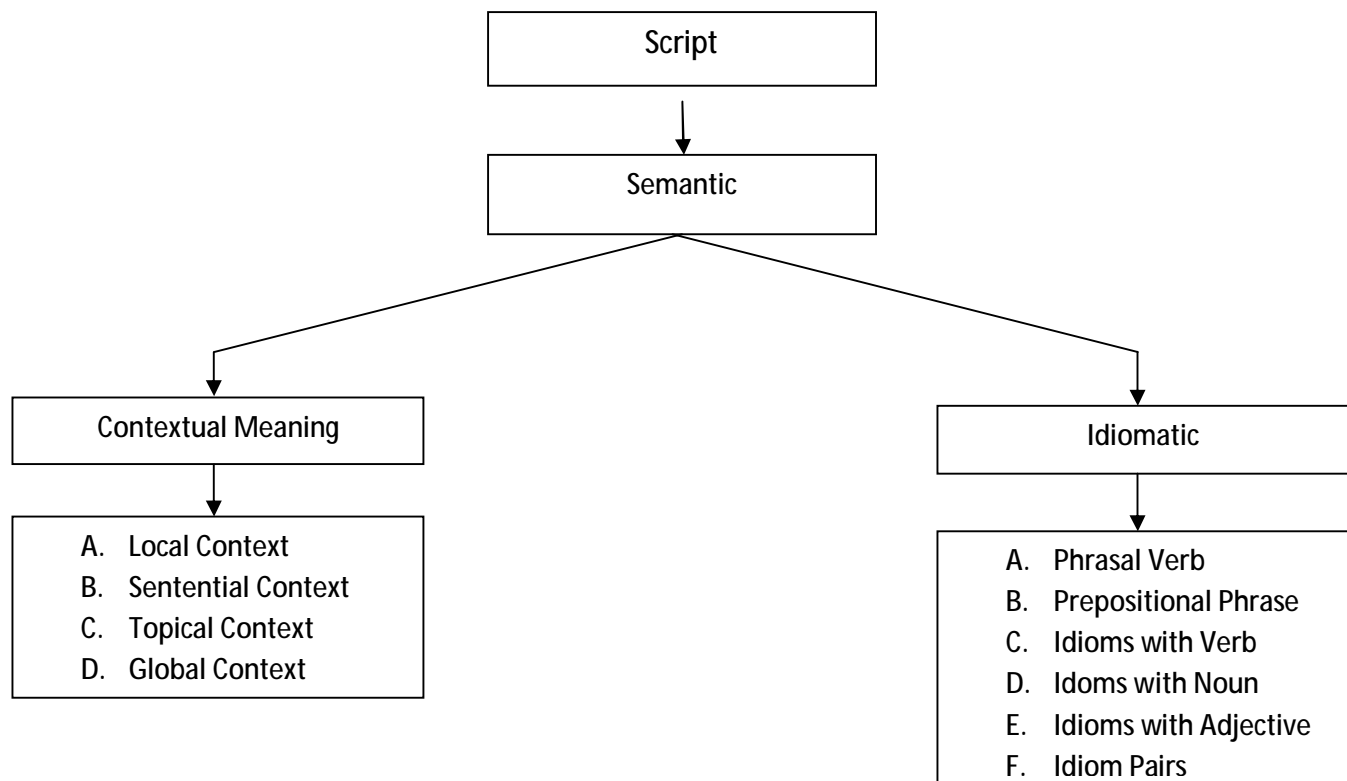 Script
Semantic
Contextual Meaning
A. Local Context
B. Sentential Context
C. Topical Context
D. Global Context
Idiomatic
A. Phrasal Verb
B. Prepositional Phrase
C. Idioms with Verb
D. Idoms with Noun
E. Idioms with Adjective
F. Idiom Pairs